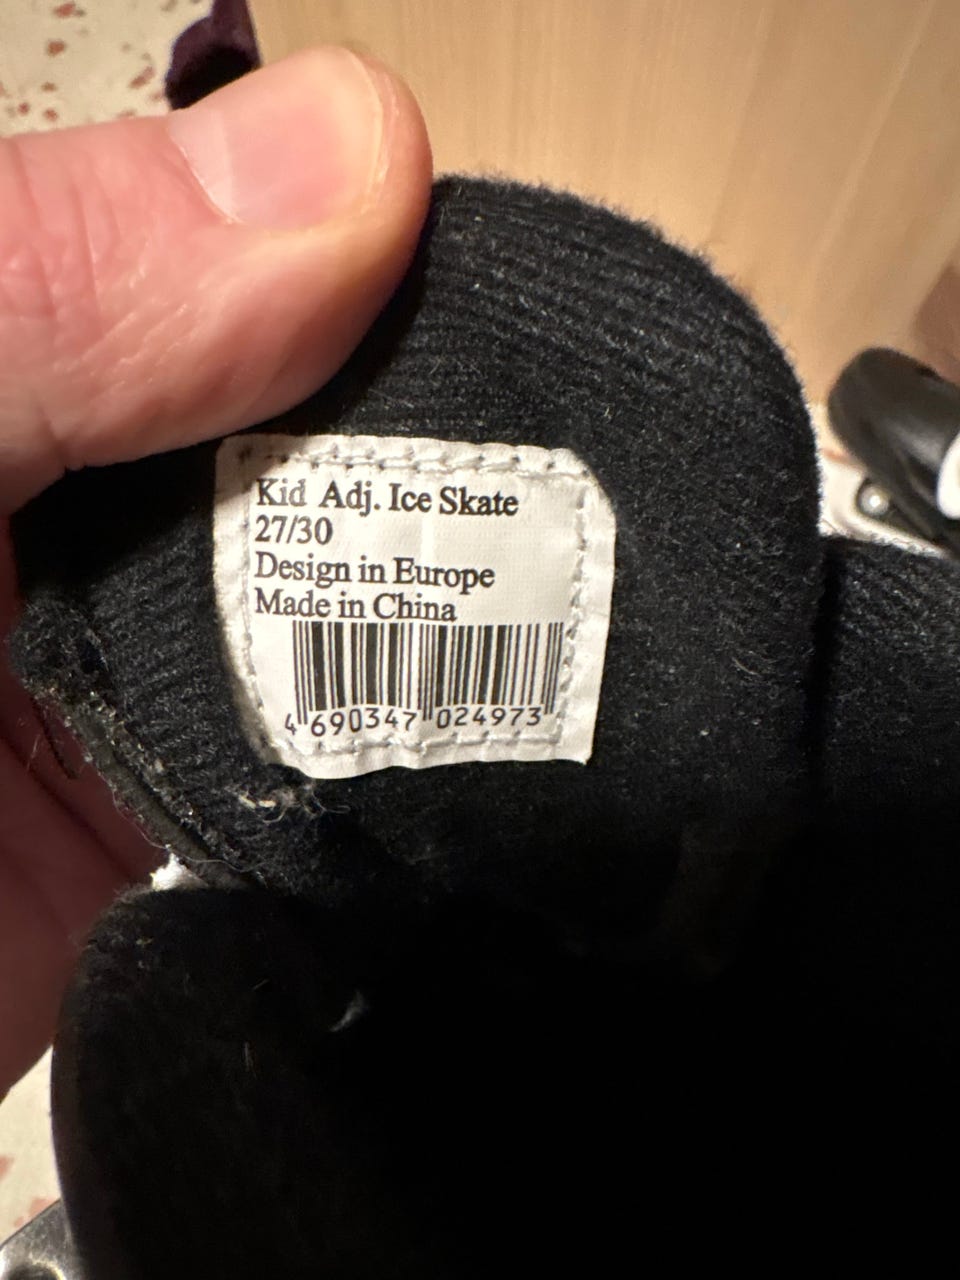 Kid Adj. Ice Skate
27/30
Design in Europe
Made in China
4 690347 024973